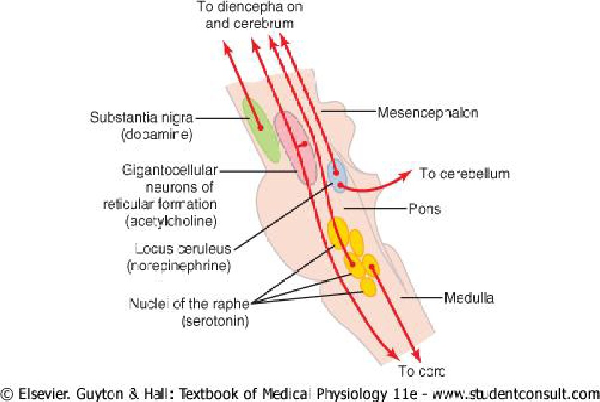 To diencepha on
and cerebrum
Substantia nigra
(dopamine)
Mesencephalon
Gigantocellular
neurons of
reticular formation
(acetylcholine)
To cerebellum
Pons
Locus ceruleus
(norepinephrine)
Nuclei of the raphe
(serotonin)
Medulla
To cord
© Elsevier. Guyton & Hall: Textbook of Medical Physiology 11e - www.studentconsult.com